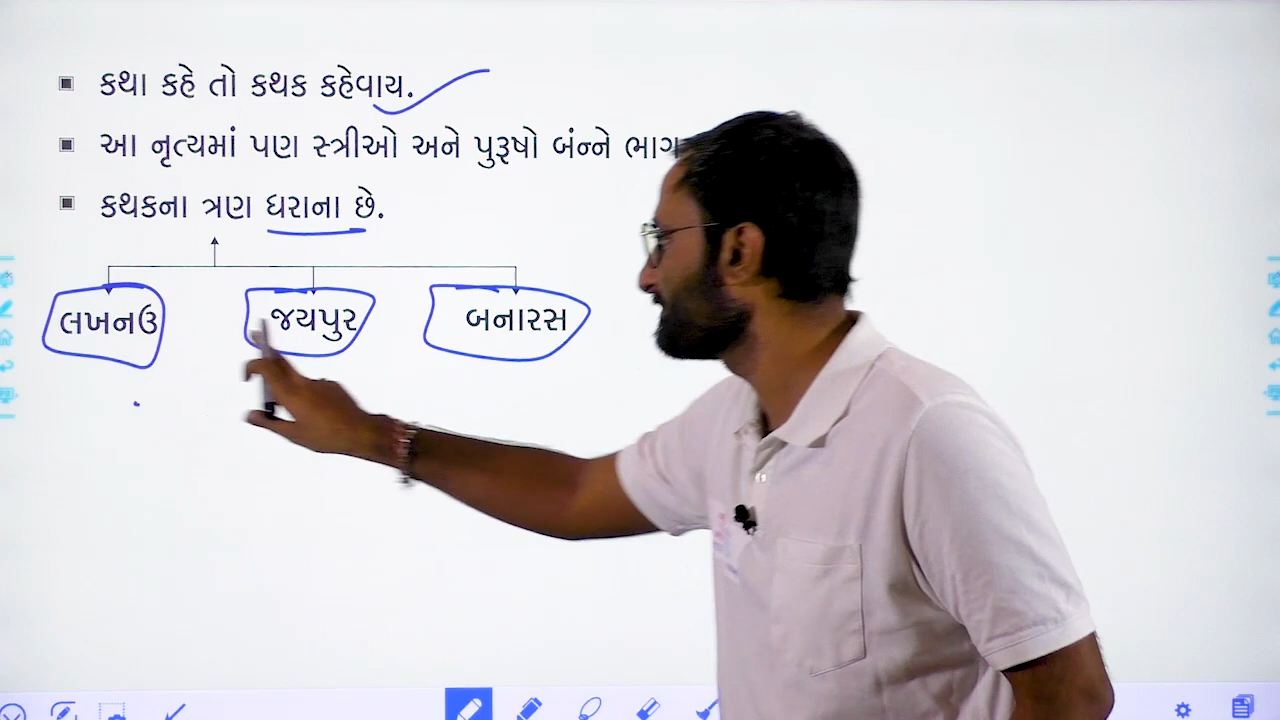 કથા કહે તો કથક કહેવાય.
આ નૃત્યમાં પણ સ્ત્રીઓ અને પુરૂષો બંન્ને ભાગ
કથકના ત્રણ ઘરાના છે.
લખનઉ જયપુર બનારસ